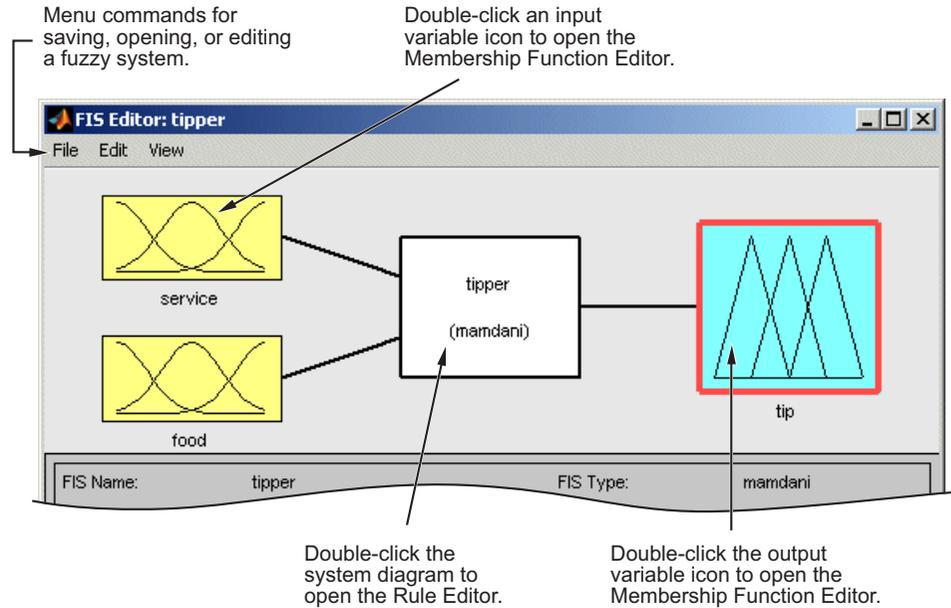 Menu commands for
saving, opening, or editing
a fuzzy system.
Double-click an input
variable icon to open the
Membership Function Editor.
FIS Editor: tipper
File Edit View
service
food
tipper
(mamdani)
tip
FIS Name: tipper FIS Type: mamdani
Double-click the
system diagram to
open the Rule Editor.
Double-click the output
variable icon to open the
Membership Function Editor.